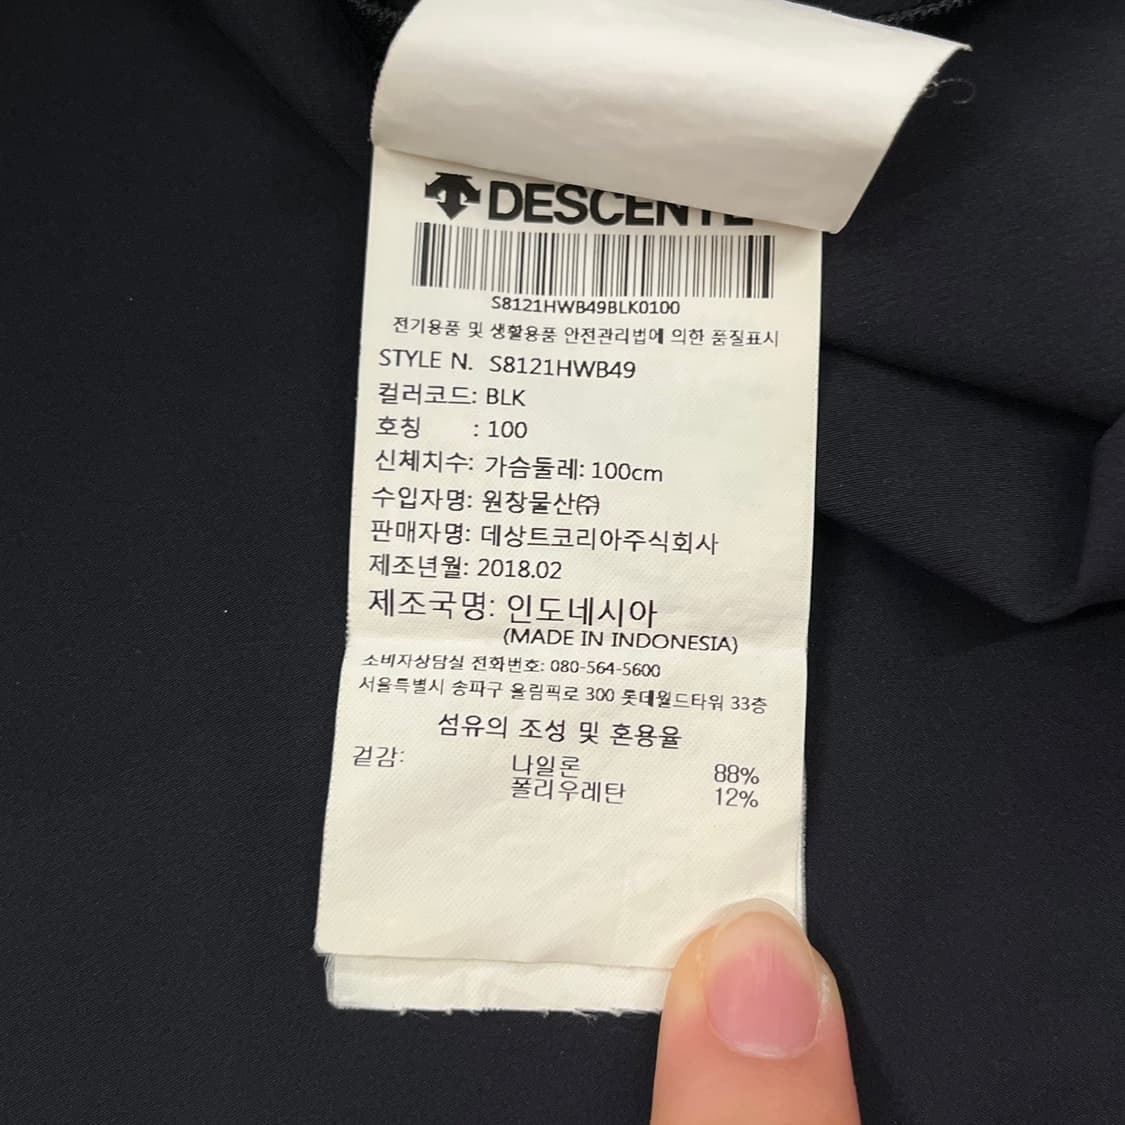 DESCENTE
S8121HWB49BLK0100
전기용품 및 생활용품 안전관리법에 의한 품질표시
STYLE N. S8121HWB49
컬러코드: BLK
호칭 : 100
신체치수: 가슴둘레: 100cm
수입자명: 원창물산㈜
판매자명: 데상트코리아주식회사
제조년월: 2018.02
제조국명: 인도네시아
(MADE IN INDONESIA)
소비자상담실 전화번호: 080-564-5600
서울특별시 송파구 올림픽로 300 롯데월드타워 33층
섬유의 조성 및 혼용율
겉감: 나일론 88%
폴리우레탄 12%